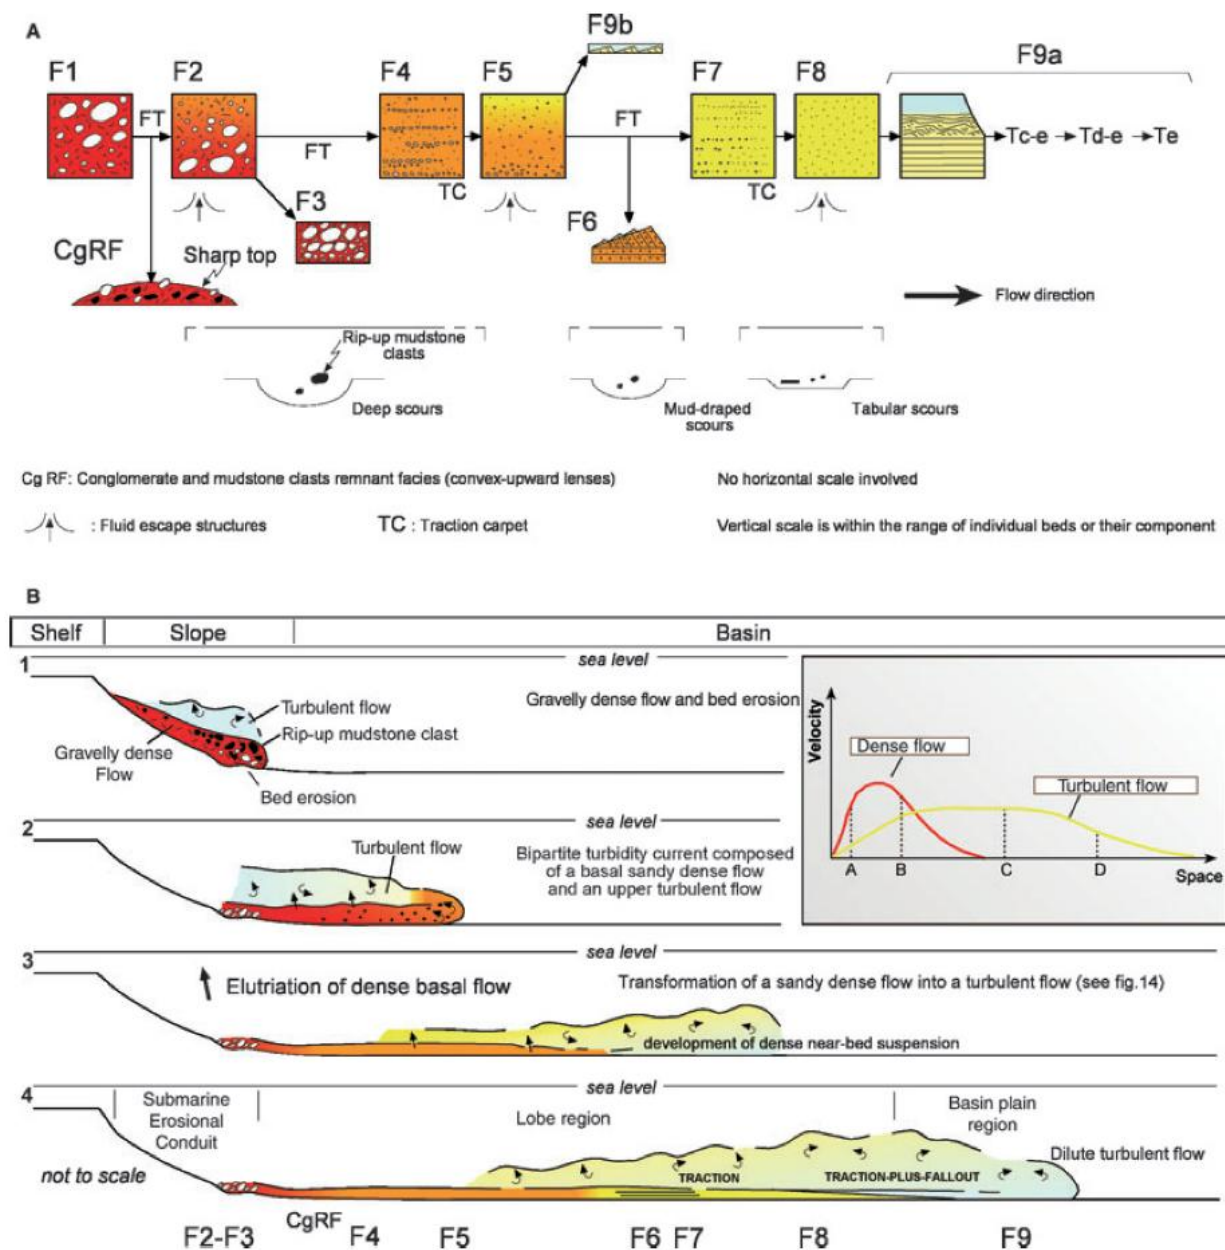 A
F1
F2
F4
F5
F9b
F7
F8
F9a
FT
FT
FT
TC
TC
Tc-e
Td-e
Te
F3
F6
CgRF
Sharp top
Flow direction
Rip-up mudstone
clasts
Deep scours
Mud-draped
scours
Tabular scours
Cg RF: Conglomerate and mudstone clasts remnant facies (convex-upward lenses)
No horizontal scale involved
: Fluid escape structures
TC : Traction carpet
Vertical scale is within the range of individual beds or their component
B
Shelf
Slope
Basin
1
sea level
Turbulent flow
Rip-up mudstone clast
Gravelly dense
Flow
Bed erosion
Gravelly dense flow and bed erosion
Velocity
Dense flow
Turbulent flow
A
B
C
D
Space
2
sea level
Turbulent flow
Bipartite turbidity current composed
of a basal sandy dense flow
and an upper turbulent flow
3
sea level
Elutriation of dense basal flow
Transformation of a sandy dense flow into a turbulent flow (see fig.14)
development of dense near-bed suspension
4
sea level
Submarine
Erosional
Conduit
Lobe region
Basin plain
region
Dilute turbulent flow
not to scale
TRACTION
TRACTION-PLUS-FALLOUT
F2-F3
CgRF
F4
F5
F6
F7
F8
F9